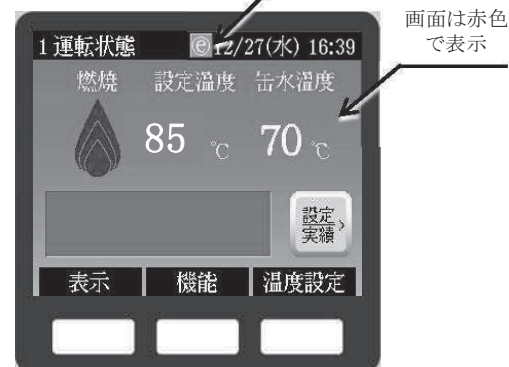 画面は赤色
で表示
1 運転状態 ⓔ12/27(水) 16:39
燃焼 設定温度 缶水温度
85 ℃ 70 ℃
設定
実績 ›
表示 機能 温度設定